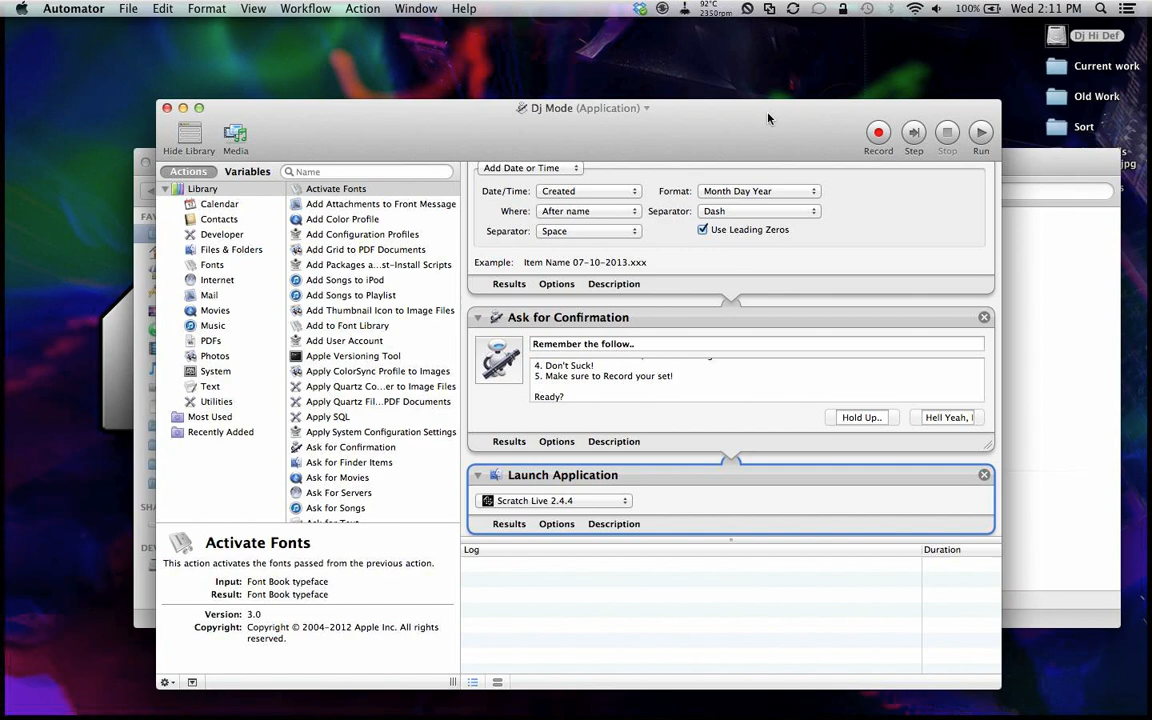 Automator File Edit Format View Workflow Action Window Help 92°C 2350rpm 100% Wed 2:11 PM
Dj Hi Def
Current work
Old Work
Sort
Dj Mode (Application)
Hide Library Media Record Step Stop Run
Actions Variables Name
Library
Calendar
Contacts
Developer
Files & Folders
Fonts
Internet
Mail
Movies
Music
PDFs
Photos
System
Text
Utilities
Most Used
Recently Added
Activate Fonts
Add Attachments to Front Message
Add Color Profile
Add Configuration Profiles
Add Grid to PDF Documents
Add Packages a...st-Install Scripts
Add Songs to iPod
Add Songs to Playlist
Add Thumbnail Icon to Image Files
Add to Font Library
Add User Account
Apple Versioning Tool
Apply ColorSync Profile to Images
Apply Quartz Co...er to Image Files
Apply Quartz Fil...PDF Documents
Apply SQL
Apply System Configuration Settings
Ask for Confirmation
Ask for Finder Items
Ask for Movies
Ask For Servers
Ask for Songs
Add Date or Time
Date/Time: Created Format: Month Day Year
Where: After name Separator: Dash
Separator: Space Use Leading Zeros
Example: Item Name 07-10-2013.xxx
Results Options Description
Ask for Confirmation
Remember the follow..
4. Don't Suck!
5. Make sure to Record your set!
Ready?
Hold Up.. Hell Yeah,
Results Options Description
Launch Application
Scratch Live 2.4.4
Results Options Description
Log Duration
Activate Fonts
This action activates the fonts passed from the previous action.
Input: Font Book typeface
Result: Font Book typeface
Version: 3.0
Copyright: Copyright © 2004-2012 Apple Inc. All rights
reserved.